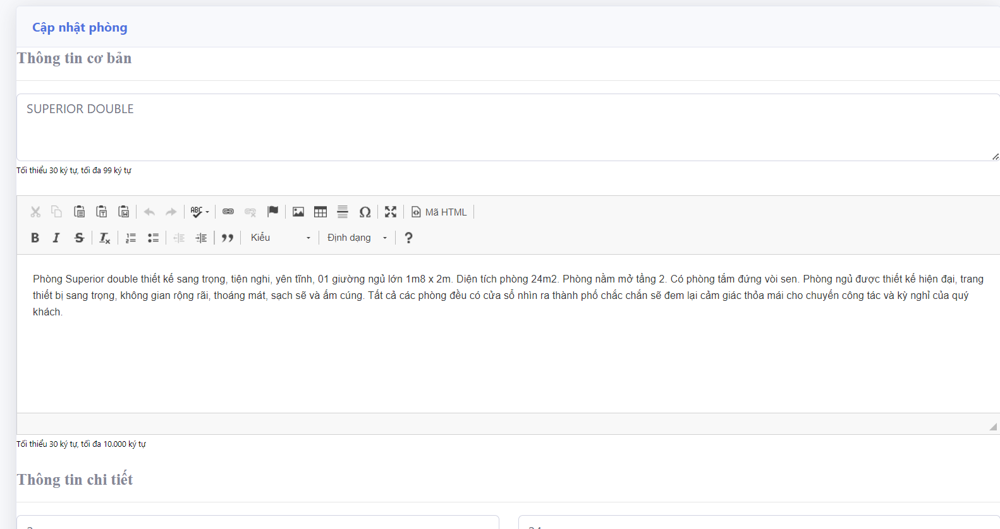 Cập nhật phòng
Thông tin cơ bản
SUPERIOR DOUBLE
Tối thiểu 30 ký tự, tối đa 99 ký tự
ABC
Mã HTML
B I S Ix Kiểu Định dạng ?
Phòng Superior double thiết kế sang trọng, tiện nghi, yên tĩnh, 01 giường ngủ lớn 1m8 x 2m. Diện tích phòng 24m2. Phòng nằm mở tầng 2. Có phòng tắm đứng vòi sen. Phòng ngủ được thiết kế hiện đại, trang
thiết bị sang trọng, không gian rộng rãi, thoáng mát, sạch sẽ và ấm cúng. Tất cả các phòng đều có cửa sổ nhìn ra thành phố chắc chắn sẽ đem lại cảm giác thỏa mái cho chuyến công tác và kỳ nghỉ của quý
khách.
Tối thiểu 30 ký tự, tối đa 10.000 ký tự
Thông tin chi tiết